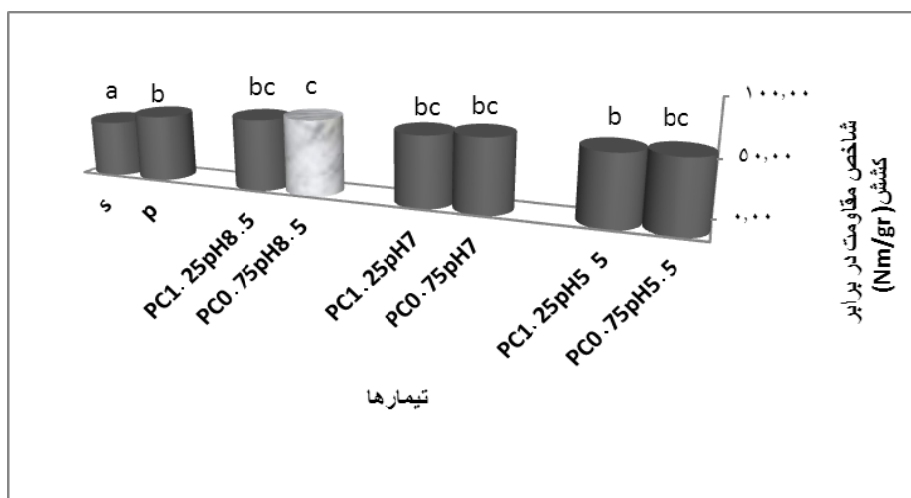 a
b
bc
c
bc
bc
b
bc
۱۰۰,۰۰
۵۰,۰۰
۰,۰۰
شاخص مقاومت در برابر
کشش(Nm/gr)
s
p
PC1.25pH8.5
PC0.75pH8.5
PC1.25pH7
PC0.75pH7
PC1.25pH5 5
PC0.75pH5.5
تیمارها